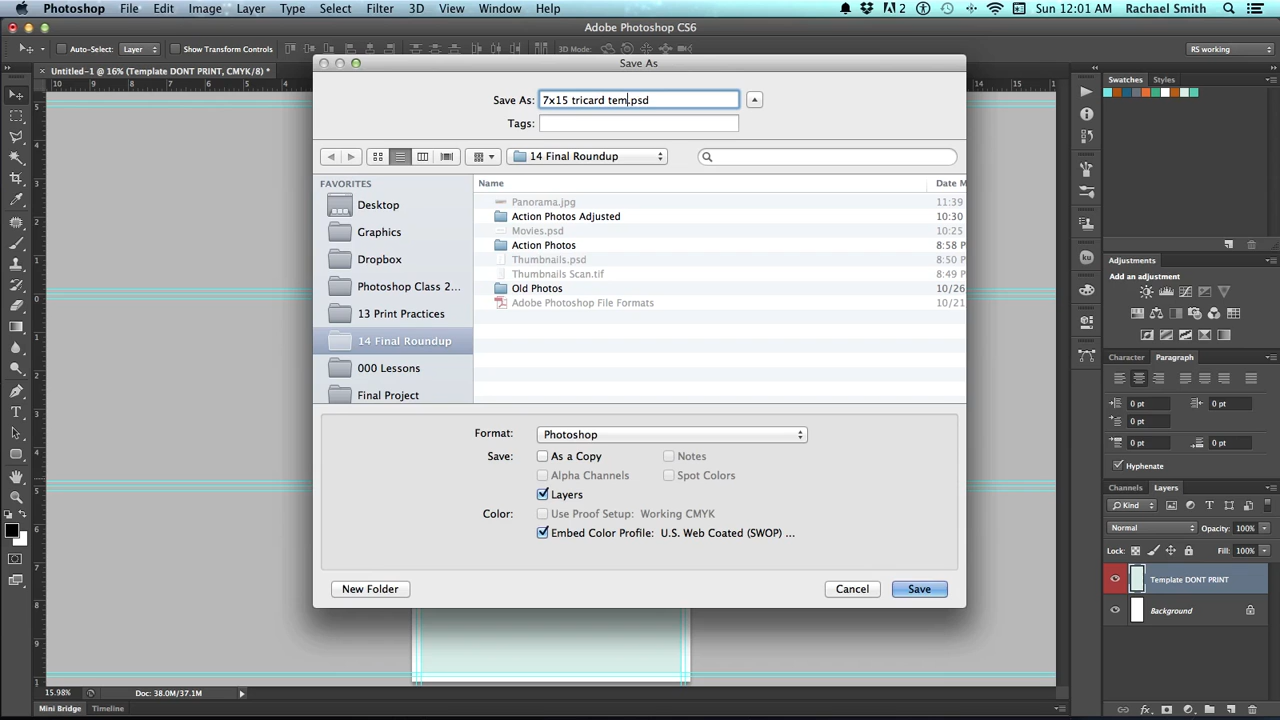 Photoshop File Edit Image Layer Type Select Filter 3D View Window Help
2 Sun 12:01 AM Rachael Smith
Adobe Photoshop CS6
Auto-Select: Layer Show Transform Controls 3D Mode: RS working
Untitled-1 @ 16% (Template DONT PRINT, CMYK/8) *
Save As
Save As: 7x15 tricard tem.psd
Tags:
14 Final Roundup
FAVORITES
Desktop
Graphics
Dropbox
Photoshop Class 2...
13 Print Practices
14 Final Roundup
000 Lessons
Final Project
Name Date M
Panorama.jpg 11:39
Action Photos Adjusted 10:30
Movies.psd 10:25
Action Photos 8:58 P
Thumbnails.psd 8:50 P
Thumbnails Scan.tif 8:49 P
Old Photos 10/26
Adobe Photoshop File Formats 10/21
Format: Photoshop
Save: As a Copy Notes
Alpha Channels Spot Colors
Layers
Color: Use Proof Setup: Working CMYK
Embed Color Profile: U.S. Web Coated (SWOP) ...
New Folder Cancel Save
Swatches Styles
Adjustments
Add an adjustment
Character Paragraph
0 pt 0 pt
0 pt
0 pt 0 pt
Hyphenate
Channels Layers
Kind
Normal Opacity: 100%
Lock: Fill: 100%
Template DONT PRINT
Background
15.98% Doc: 38.0M/37.1M
Mini Bridge Timeline